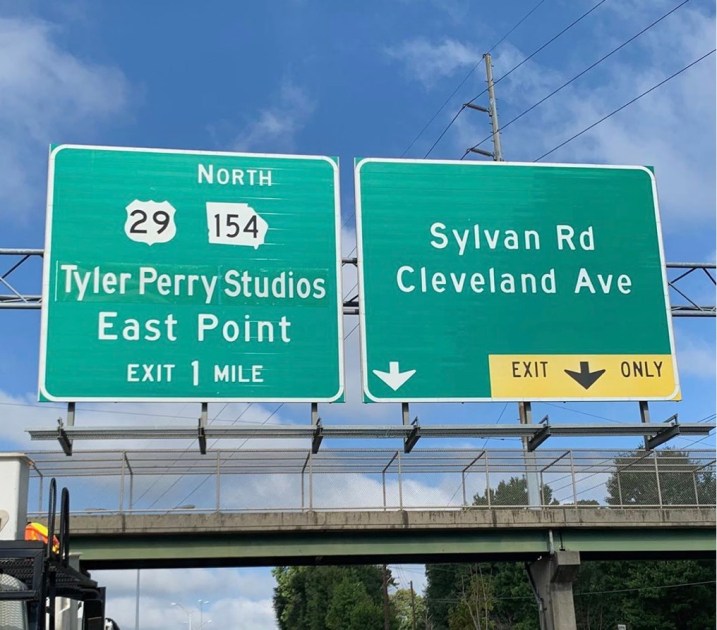 NORTH
29 154
Tyler Perry Studios
East Point
EXIT 1 MILE
Sylvan Rd
Cleveland Ave
EXIT ONLY